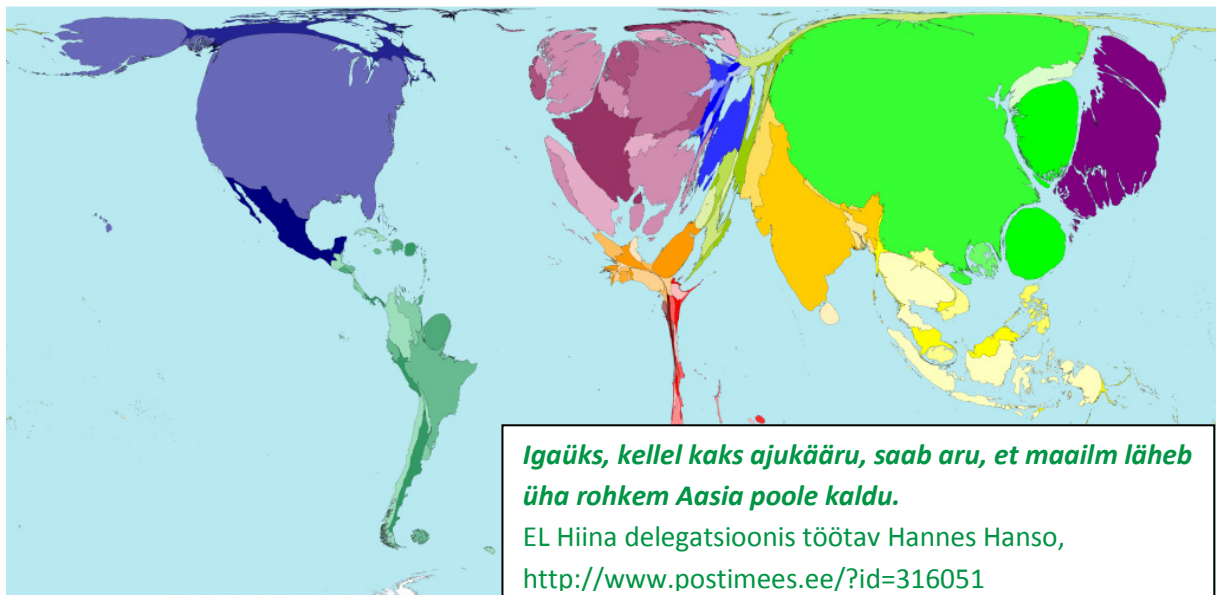 Igaüks, kellel kaks ajukääru, saab aru, et maailm läheb
üha rohkem Aasia poole kaldu.
EL Hiina delegatsioonis töötav Hannes Hanso,
http://www.postimees.ee/?id=316051